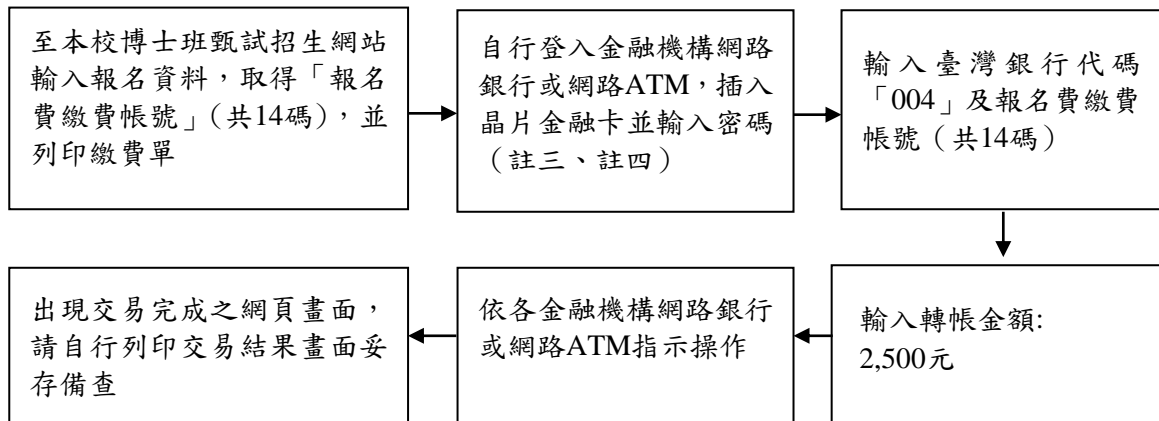 至本校博士班甄試招生網站
輸入報名資料，取得「報名
費繳費帳號」（共14碼），並
列印繳費單
自行登入金融機構網路
銀行或網路ATM，插入
晶片金融卡並輸入密碼
（註三、註四）
輸入臺灣銀行代碼
「004」及報名費繳費
帳號（共14碼）
輸入轉帳金額:
2,500元
依各金融機構網路銀行
或網路ATM指示操作
出現交易完成之網頁畫面，
請自行列印交易結果畫面妥
存備查